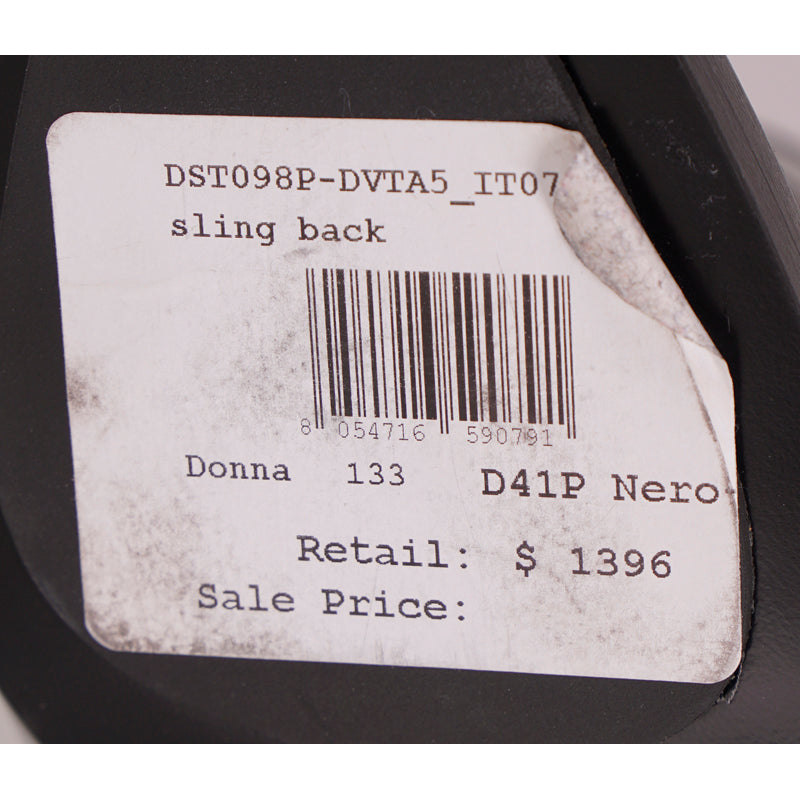 DST098P-DVTA5_IT07
sling back
8 054716 590791
Donna 133 D41P Nero
Retail: $ 1396
Sale Price: